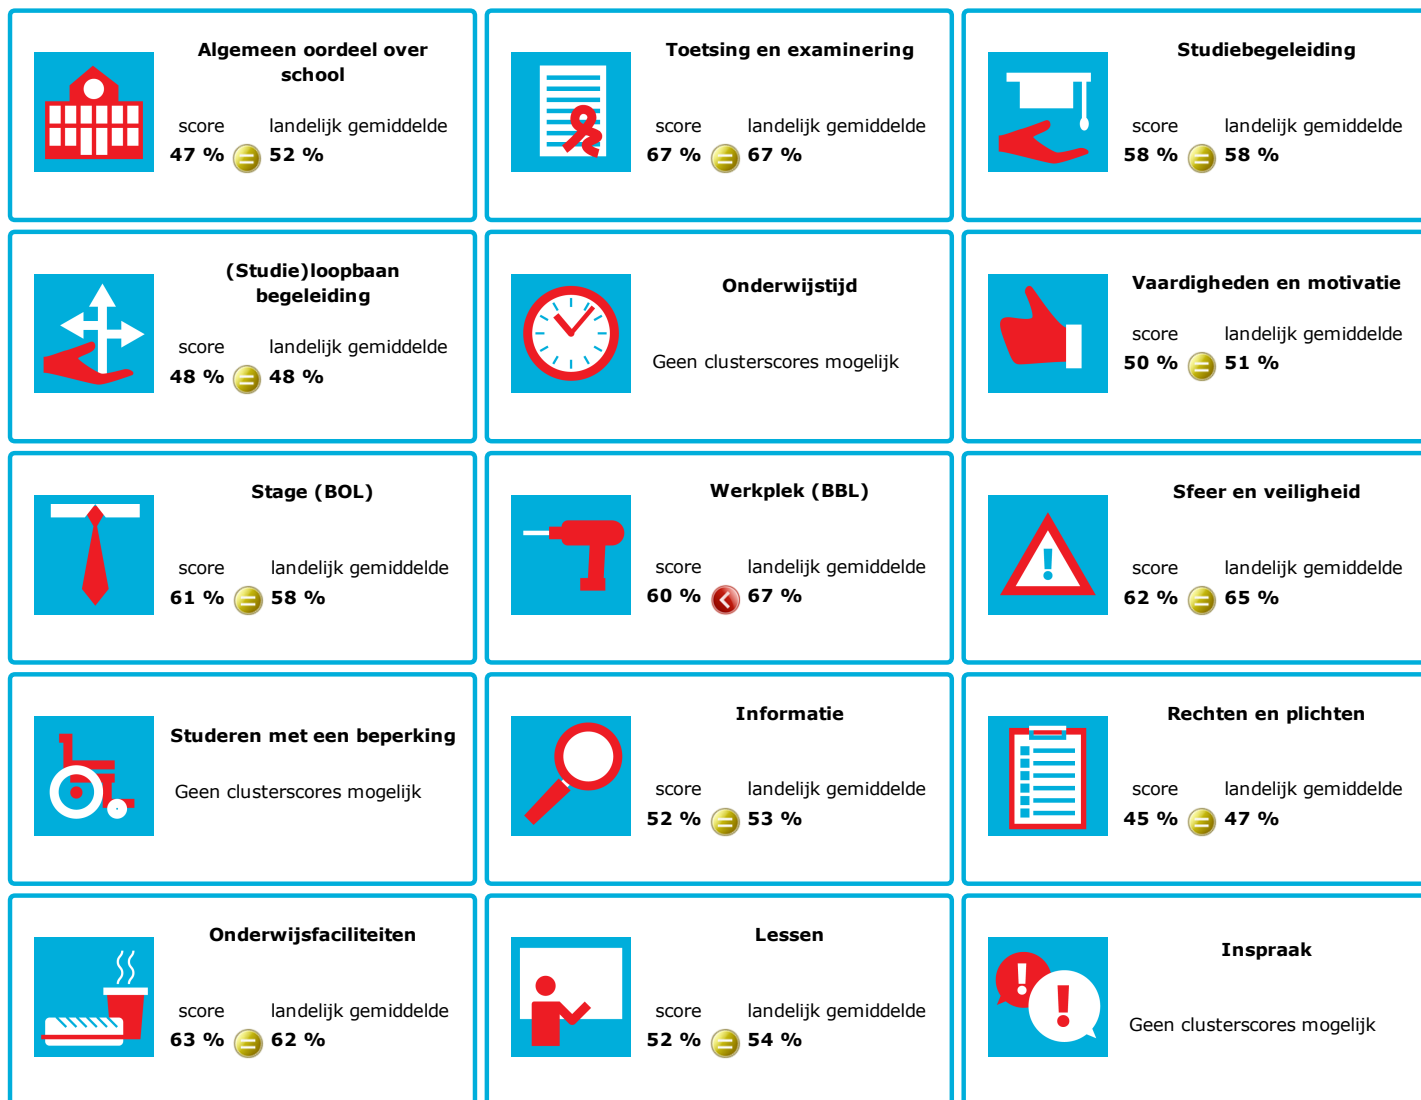 Algemeen oordeel over
school
score landelijk gemiddelde
47 % = 52 %
Toetsing en examinering
score landelijk gemiddelde
67 % = 67 %
Studiebegeleiding
score landelijk gemiddelde
58 % = 58 %
(Studie)loopbaan
begeleiding
score landelijk gemiddelde
48 % = 48 %
Onderwijstijd
Geen clusterscores mogelijk
Vaardigheden en motivatie
score landelijk gemiddelde
50 % = 51 %
Stage (BOL)
score landelijk gemiddelde
61 % = 58 %
Werkplek (BBL)
score landelijk gemiddelde
60 % < 67 %
Sfeer en veiligheid
score landelijk gemiddelde
62 % = 65 %
Studeren met een beperking
Geen clusterscores mogelijk
Informatie
score landelijk gemiddelde
52 % = 53 %
Rechten en plichten
score landelijk gemiddelde
45 % = 47 %
Onderwijsfaciliteiten
score landelijk gemiddelde
63 % = 62 %
Lessen
score landelijk gemiddelde
52 % = 54 %
Inspraak
Geen clusterscores mogelijk